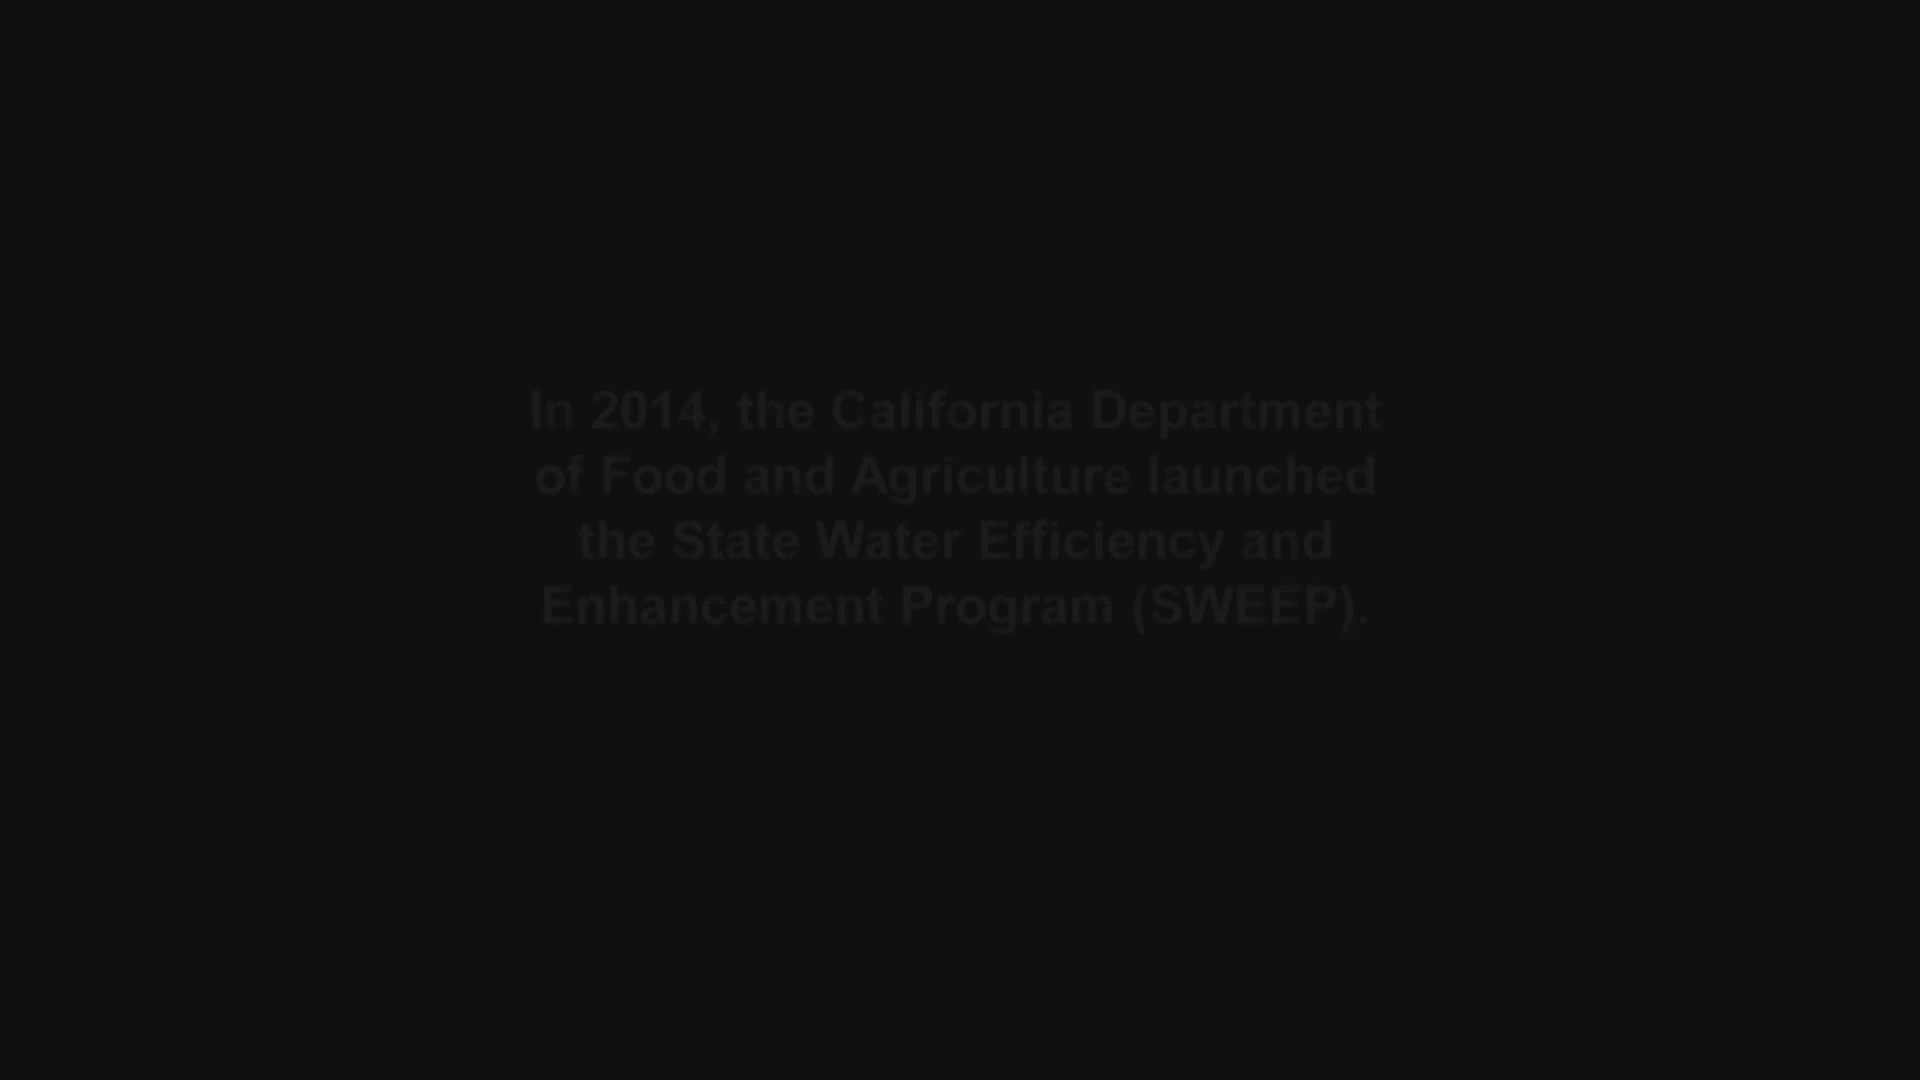 In 2014, the California Department
of Food and Agriculture launched
the State Water Efficiency and
Enhancement Program (SWEEP).